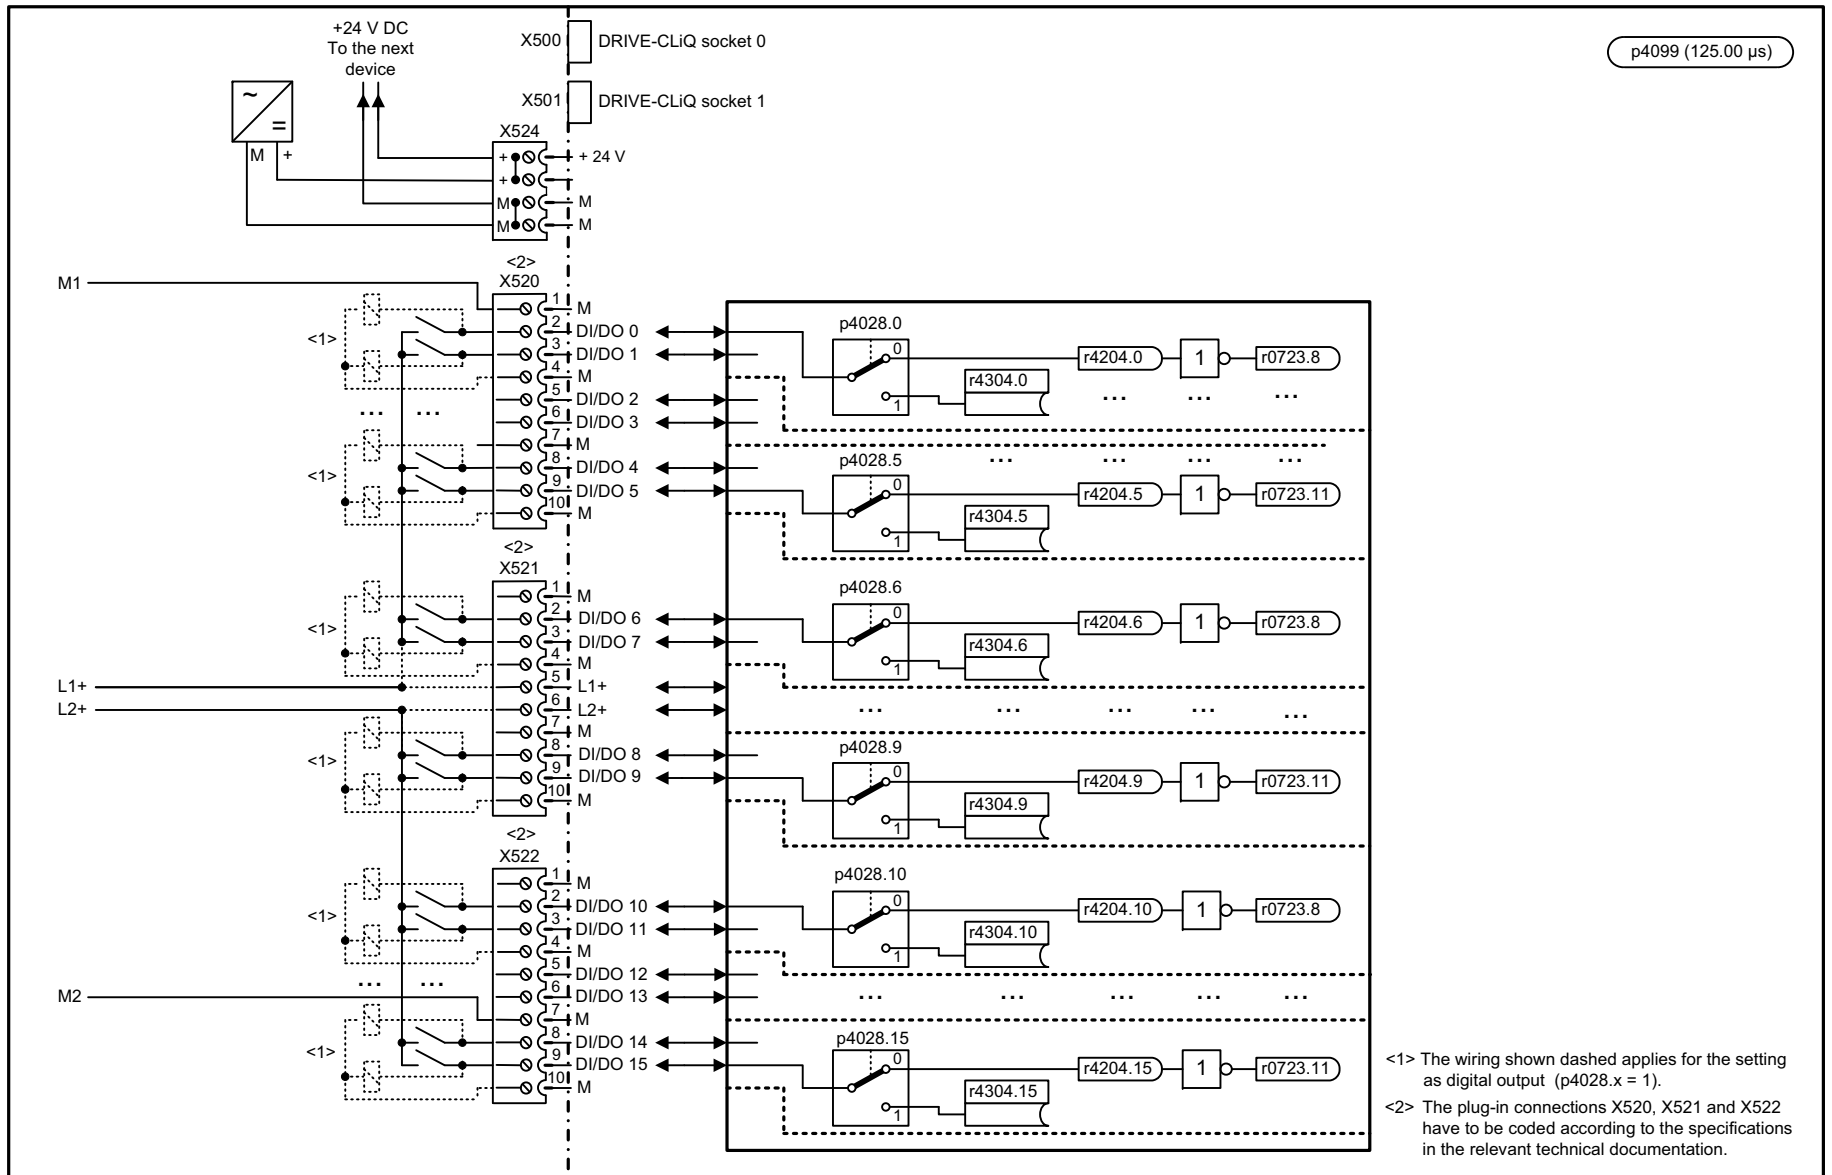 +24 V DC
To the next
device
X500
DRIVE-CLiQ socket 0
p4099 (125.00 µs)
X501
DRIVE-CLiQ socket 1
~
=
M
+
X524
+
+ 24 V
+
M
M
M
M
<2>
X520
M1
1
M
2
DI/DO 0
3
DI/DO 1
4
M
5
DI/DO 2
6
DI/DO 3
7
M
8
DI/DO 4
9
DI/DO 5
10
M
<1>
... ...
<1>
p4028.0
0
1
r4204.0
1
r0723.8
r4304.0
... ... ...
... ... ... ...
p4028.5
0
1
r4204.5
1
r0723.11
r4304.5
<2>
X521
1
M
2
DI/DO 6
3
DI/DO 7
4
M
5
L1+
6
L2+
7
M
8
DI/DO 8
9
DI/DO 9
10
M
<1>
L1+
L2+
<1>
p4028.6
0
1
r4204.6
1
r0723.8
r4304.6
... ... ... ... ...
p4028.9
0
1
r4204.9
1
r0723.11
r4304.9
<2>
X522
1
M
2
DI/DO 10
3
DI/DO 11
4
M
5
DI/DO 12
6
DI/DO 13
7
M
8
DI/DO 14
9
DI/DO 15
10
M
<1>
... ...
M2
<1>
p4028.10
0
1
r4204.10
1
r0723.8
r4304.10
... ... ... ... ...
p4028.15
0
1
r4204.15
1
r0723.11
r4304.15
<1> The wiring shown dashed applies for the setting
as digital output (p4028.x = 1).
<2> The plug-in connections X520, X521 and X522
have to be coded according to the specifications
in the relevant technical documentation.